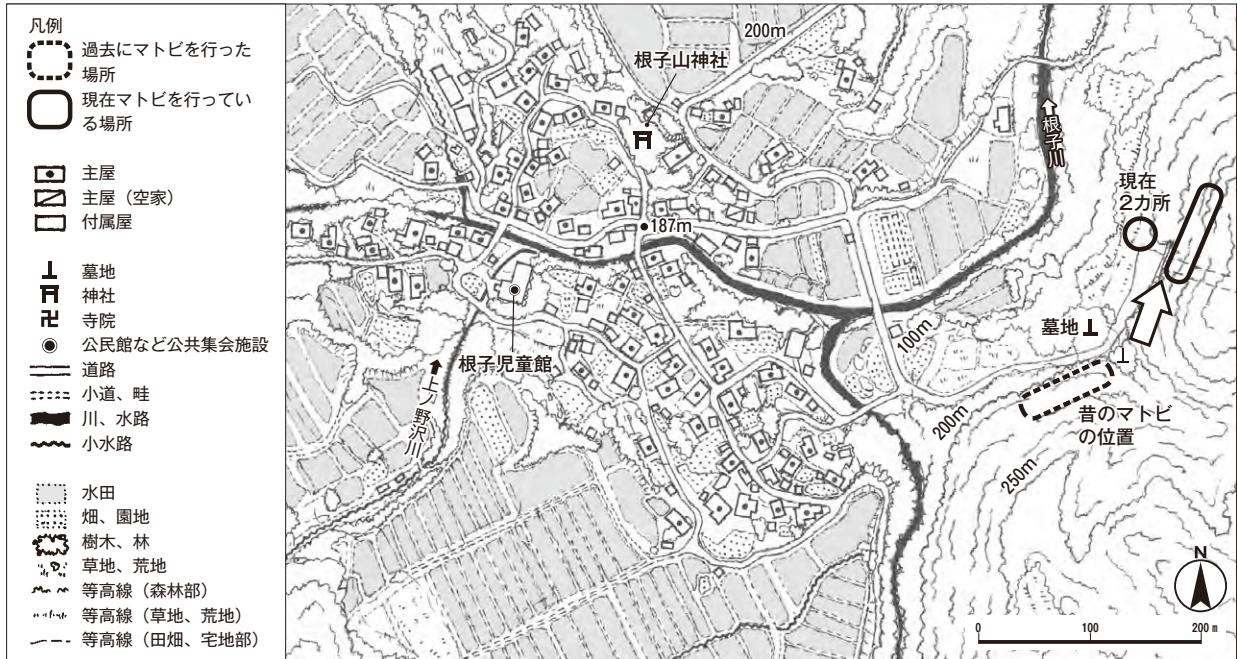 凡例
過去にマトビを行った
場所
現在マトビを行ってい
る場所
主屋
主屋（空家）
付属屋
墓地
神社
寺院
公民館など公共集会施設
道路
小道、畦
川、水路
小水路
水田
畑、園地
樹木、林
草地、荒地
等高線（森林部）
等高線（草地、荒地）
等高線（田畑、宅地部）
200m
根子山神社
根子川
現在
2カ所
187m
100m
墓地
根子児童館
上ノ野沢川
200m
昔のマトビ
の位置
250m
N
0 100 200 m